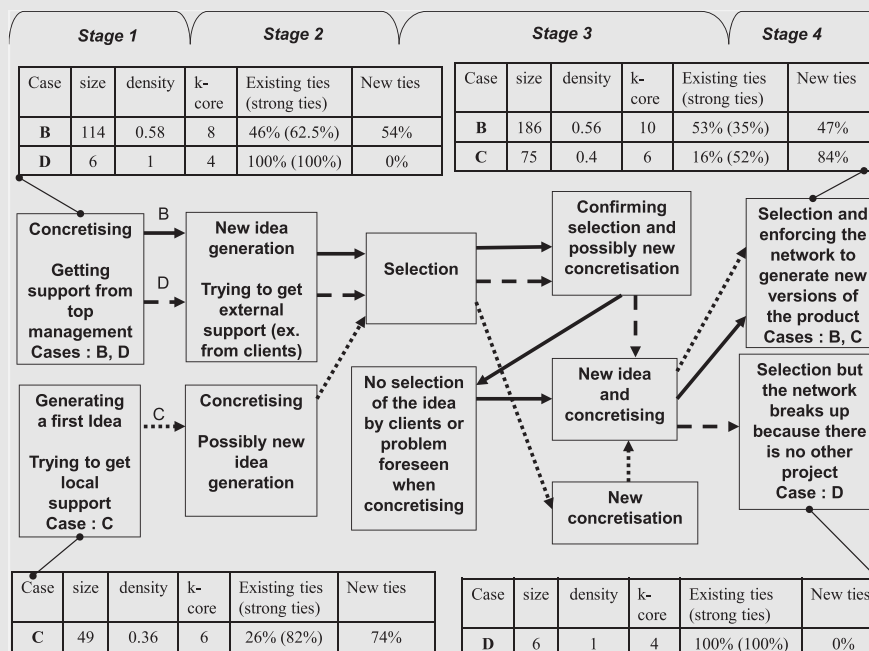 Stage 1 Stage 2 Stage 3 Stage 4
Case size density k-core Existing ties (strong ties) New ties
B 114 0.58 8 46% (62.5%) 54%
D 6 1 4 100% (100%) 0%
Case size density k-core Existing ties (strong ties) New ties
B 186 0.56 10 53% (35%) 47%
C 75 0.4 6 16% (52%) 84%
Concretising
Getting
support from
top
management
Cases : B, D
B
D
New idea
generation
Trying to get
external
support (ex.
from clients)
Selection
Confirming
selection and
possibly new
concretisation
Selection and
enforcing the
network to
generate new
versions of
the product
Cases : B, C
Generating
a first Idea
Trying to get
local
support
Case : C
C
Concretising
Possibly new
idea
generation
No selection
of the idea
by clients or
problem
foreseen
when
concretising
New idea
and
concretising
New
concretisation
Selection but
the network
breaks up
because there
is no other
project
Case : D
Case size density k-core Existing ties (strong ties) New ties
C 49 0.36 6 26% (82%) 74%
Case size density k-core Existing ties (strong ties) New ties
D 6 1 4 100% (100%) 0%